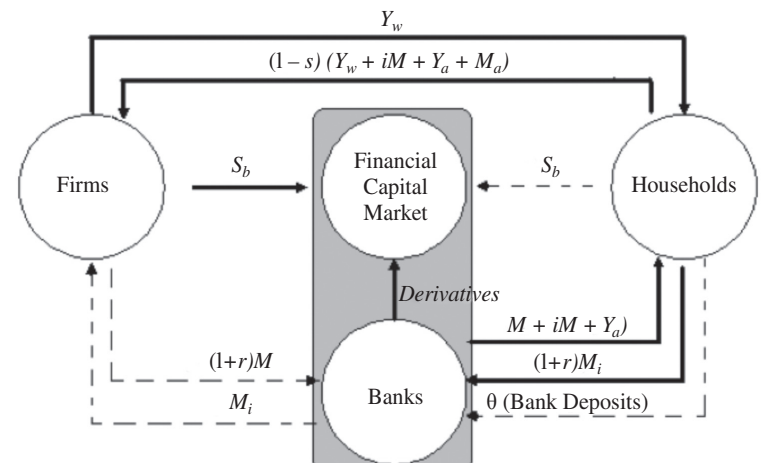 Y_w
(1 – s) (Y_w + iM + Y_a + M_a)
Firms
S_b
Financial
Capital
Market
S_b
Households
Derivatives
M + iM + Y_a)
(1+r)M
(1+r)M_i
M_i
Banks
θ (Bank Deposits)